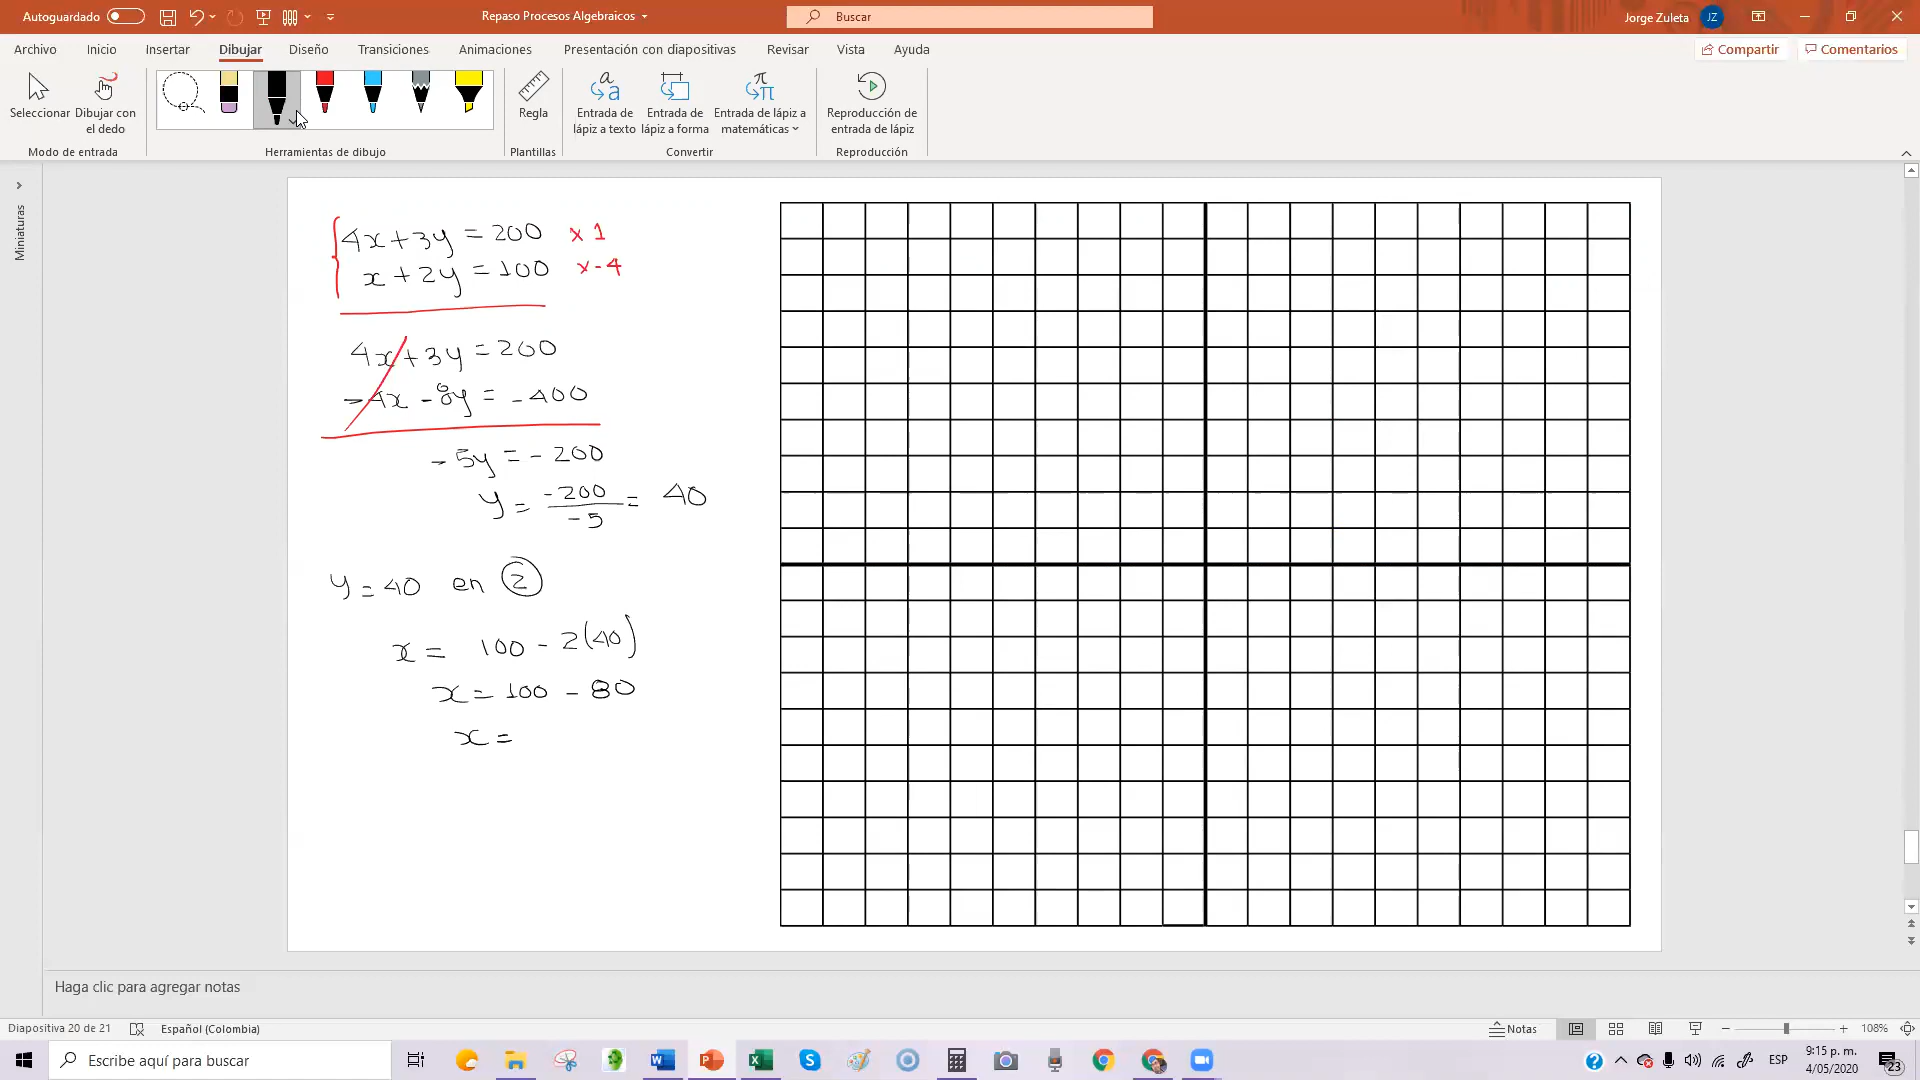 Autoguardado
Repaso Procesos Algebraicos
Buscar
Jorge Zuleta
JZ
Archivo Inicio Insertar Dibujar Diseño Transiciones Animaciones Presentación con diapositivas Revisar Vista Ayuda
Compartir
Comentarios
Seleccionar
Dibujar con el dedo
Regla
Entrada de lápiz a texto
Entrada de lápiz a forma
Entrada de lápiz a matemáticas
Reproducción de entrada de lápiz
Modo de entrada
Herramientas de dibujo
Plantillas
Convertir
Reproducción
Miniaturas
4x+3y = 200 x 1
x + 2y = 100 x -4
4x + 3y = 200
-4x - 8y = -400
-5y = -200
y = -200/-5 = 40
y = 40 en 2
x = 100 - 2(40)
x = 100 - 80
x =
Haga clic para agregar notas
Diapositiva 20 de 21
Español (Colombia)
Notas
108%
Escribe aquí para buscar
ESP
9:15 p. m.
4/05/2020
23